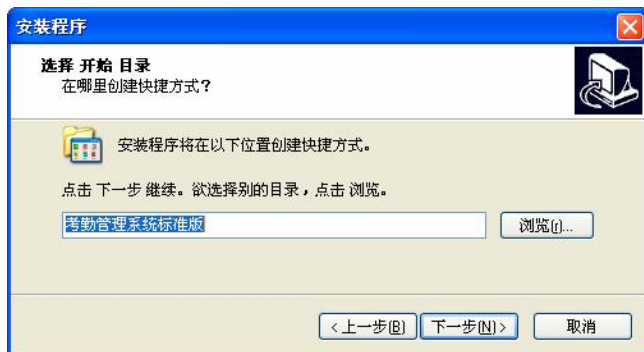 安装程序
选择 开始 目录
在哪里创建快捷方式?
安装程序将在以下位置创建快捷方式。
点击 下一步 继续。欲选择别的目录,点击 浏览。
考勤管理系统标准版
浏览(r)...
<上一步(B)
下一步(N)>
取消